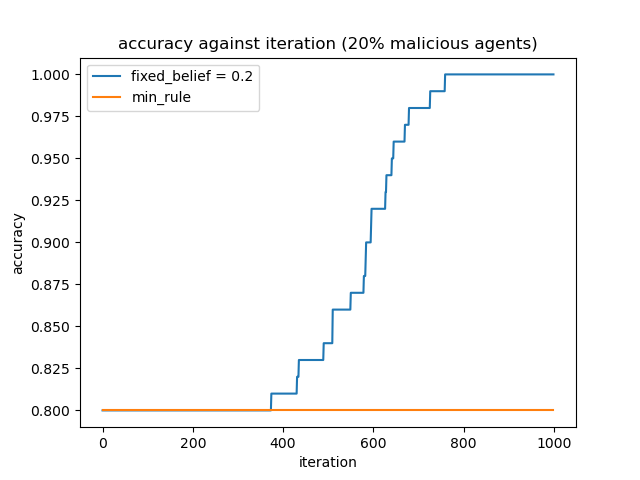 accuracy against iteration (20% malicious agents)
fixed_belief = 0.2
min_rule
1.000
0.975
0.950
0.925
0.900
0.875
0.850
0.825
0.800
accuracy
0 200 400 600 800 1000
iteration